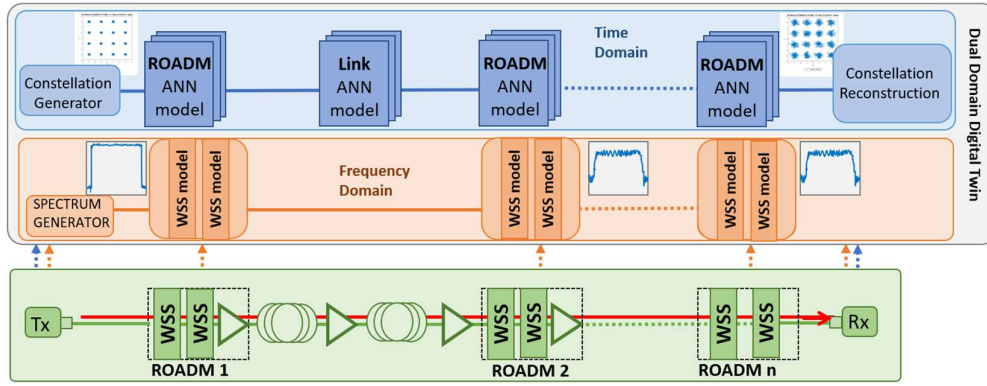 Time
Domain
Constellation
Generator
ROADM
ANN
model
Link
ANN
model
ROADM
ANN
model
ROADM
ANN
model
Constellation
Reconstruction
Dual Domain Digital Twin
Frequency
Domain
SPECTRUM
GENERATOR
WSS model
WSS model
WSS model
WSS model
WSS model
WSS model
Tx
WSS
WSS
WSS
WSS
WSS
WSS
Rx
ROADM 1
ROADM 2
ROADM n